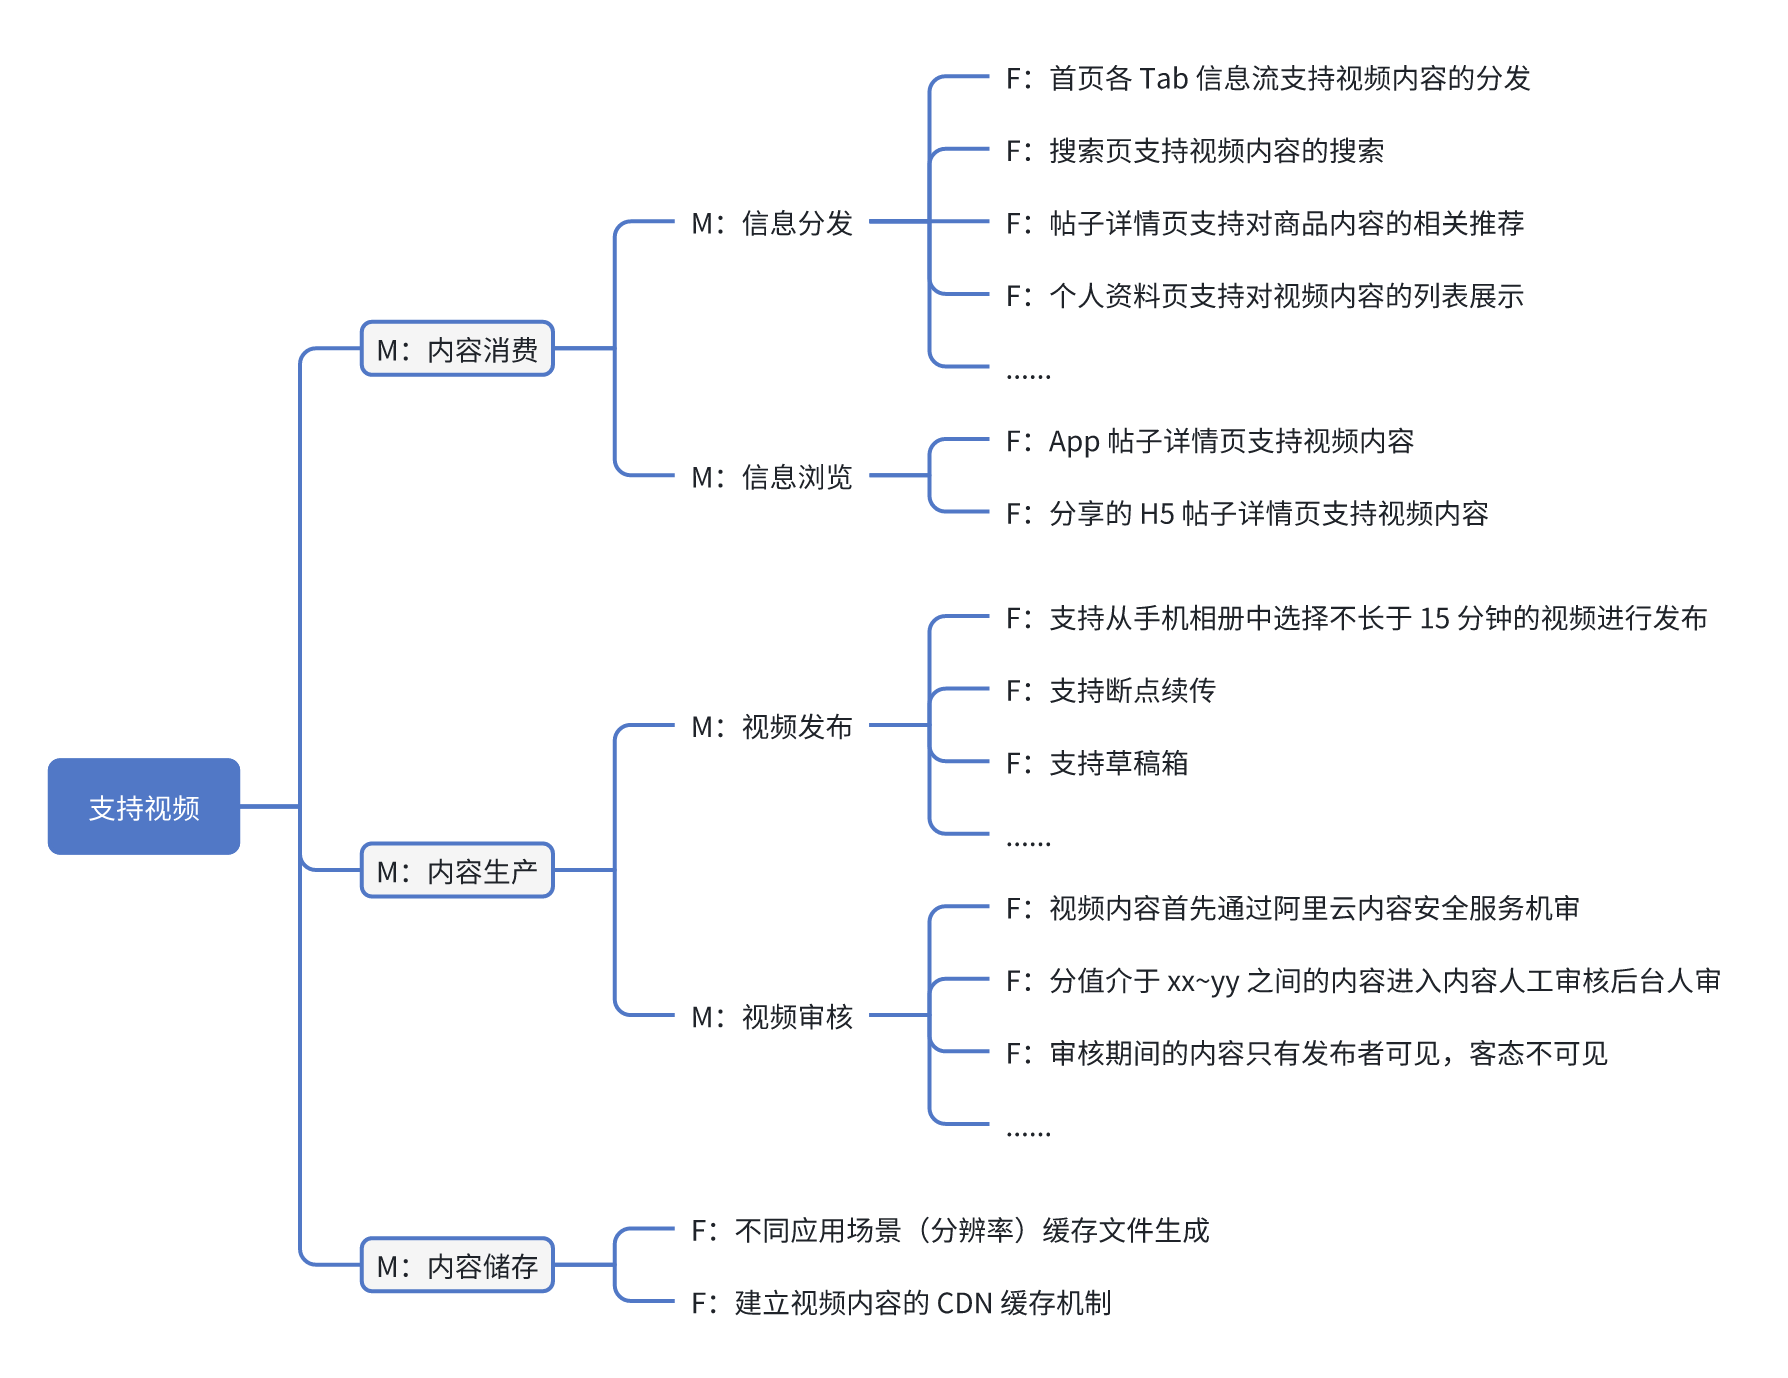 支持视频
M：内容消费
M：信息分发
F：首页各 Tab 信息流支持视频内容的分发
F：搜索页支持视频内容的搜索
F：帖子详情页支持对商品内容的相关推荐
F：个人资料页支持对视频内容的列表展示
......
M：信息浏览
F：App 帖子详情页支持视频内容
F：分享的 H5 帖子详情页支持视频内容
M：内容生产
M：视频发布
F：支持从手机相册中选择不长于 15 分钟的视频进行发布
F：支持断点续传
F：支持草稿箱
......
M：视频审核
F：视频内容首先通过阿里云内容安全服务机审
F：分值介于 xx~yy 之间的内容进入内容人工审核后台人审
F：审核期间的内容只有发布者可见，客态不可见
......
M：内容储存
F：不同应用场景（分辨率）缓存文件生成
F：建立视频内容的 CDN 缓存机制